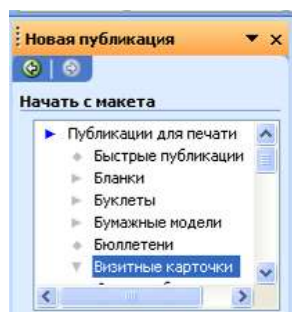 Новая публикация
Начать с макета
Публикации для печати
Быстрые публикации
Бланки
Буклеты
Бумажные модели
Бюллетени
Визитные карточки